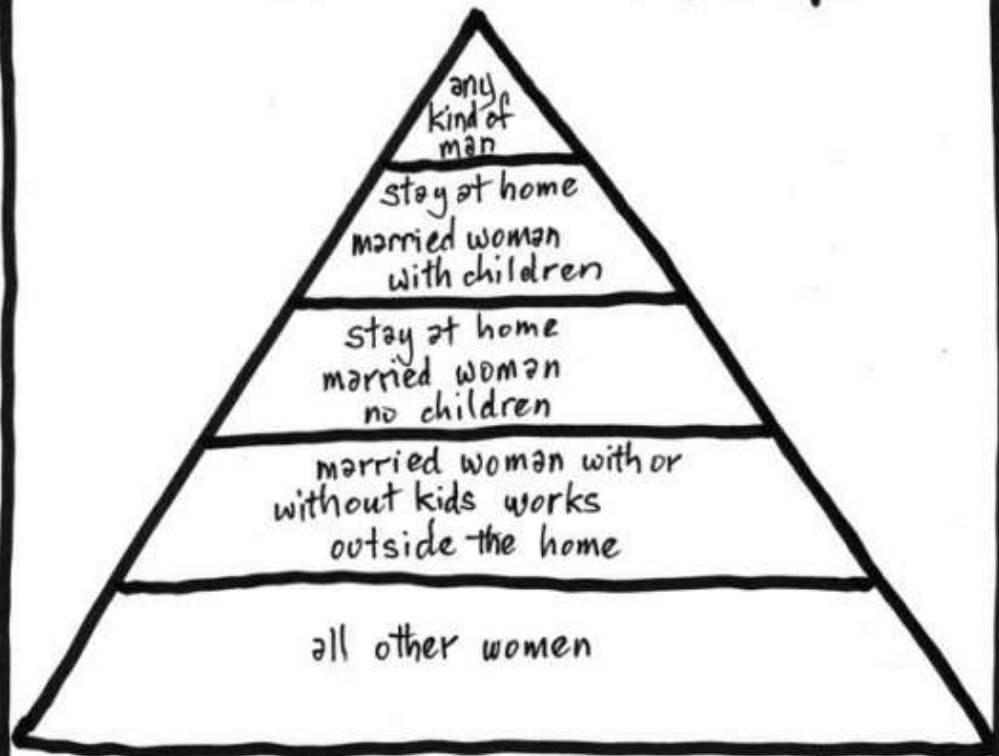 any
kind of
man
stay at home
married woman
with children
stay at home
married woman
no children
married woman with or
without kids works
outside the home
all other women